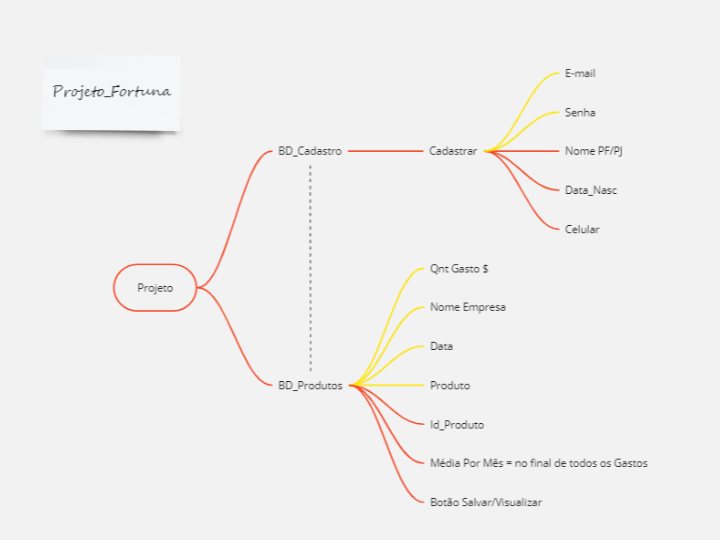 Projeto_Fortuna
E-mail
Senha
BD_Cadastro
Cadastrar
Nome PF/PJ
Data_Nasc
Celular
Qnt Gasto $
Projeto
Nome Empresa
Data
BD_Produtos
Produto
Id_Produto
Média Por Mês = no final de todos os Gastos
Botão Salvar/Visualizar